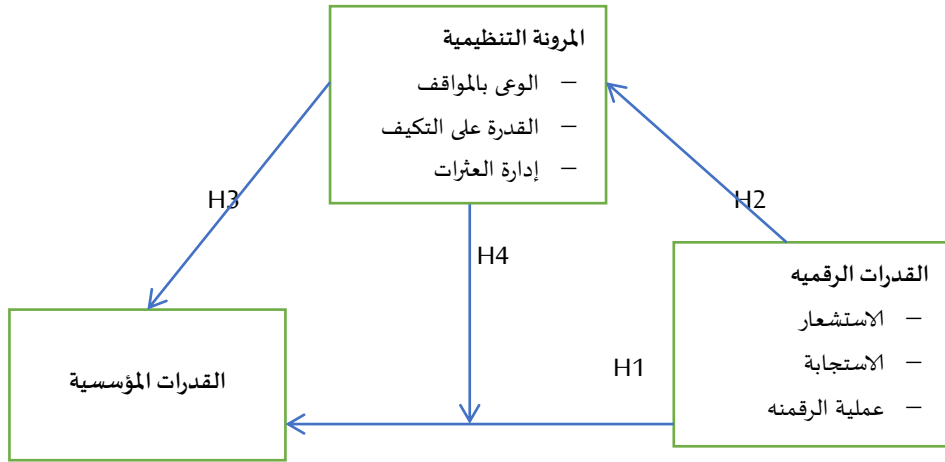 المرونة التنظيمية
– الوعى بالمواقف
– القدرة على التكيف
– إدارة العثرات
H3
H2
H4
القدرات الرقميه
– الاستشعار
– الاستجابة
– عملية الرقمنه
H1
القدرات المؤسسية